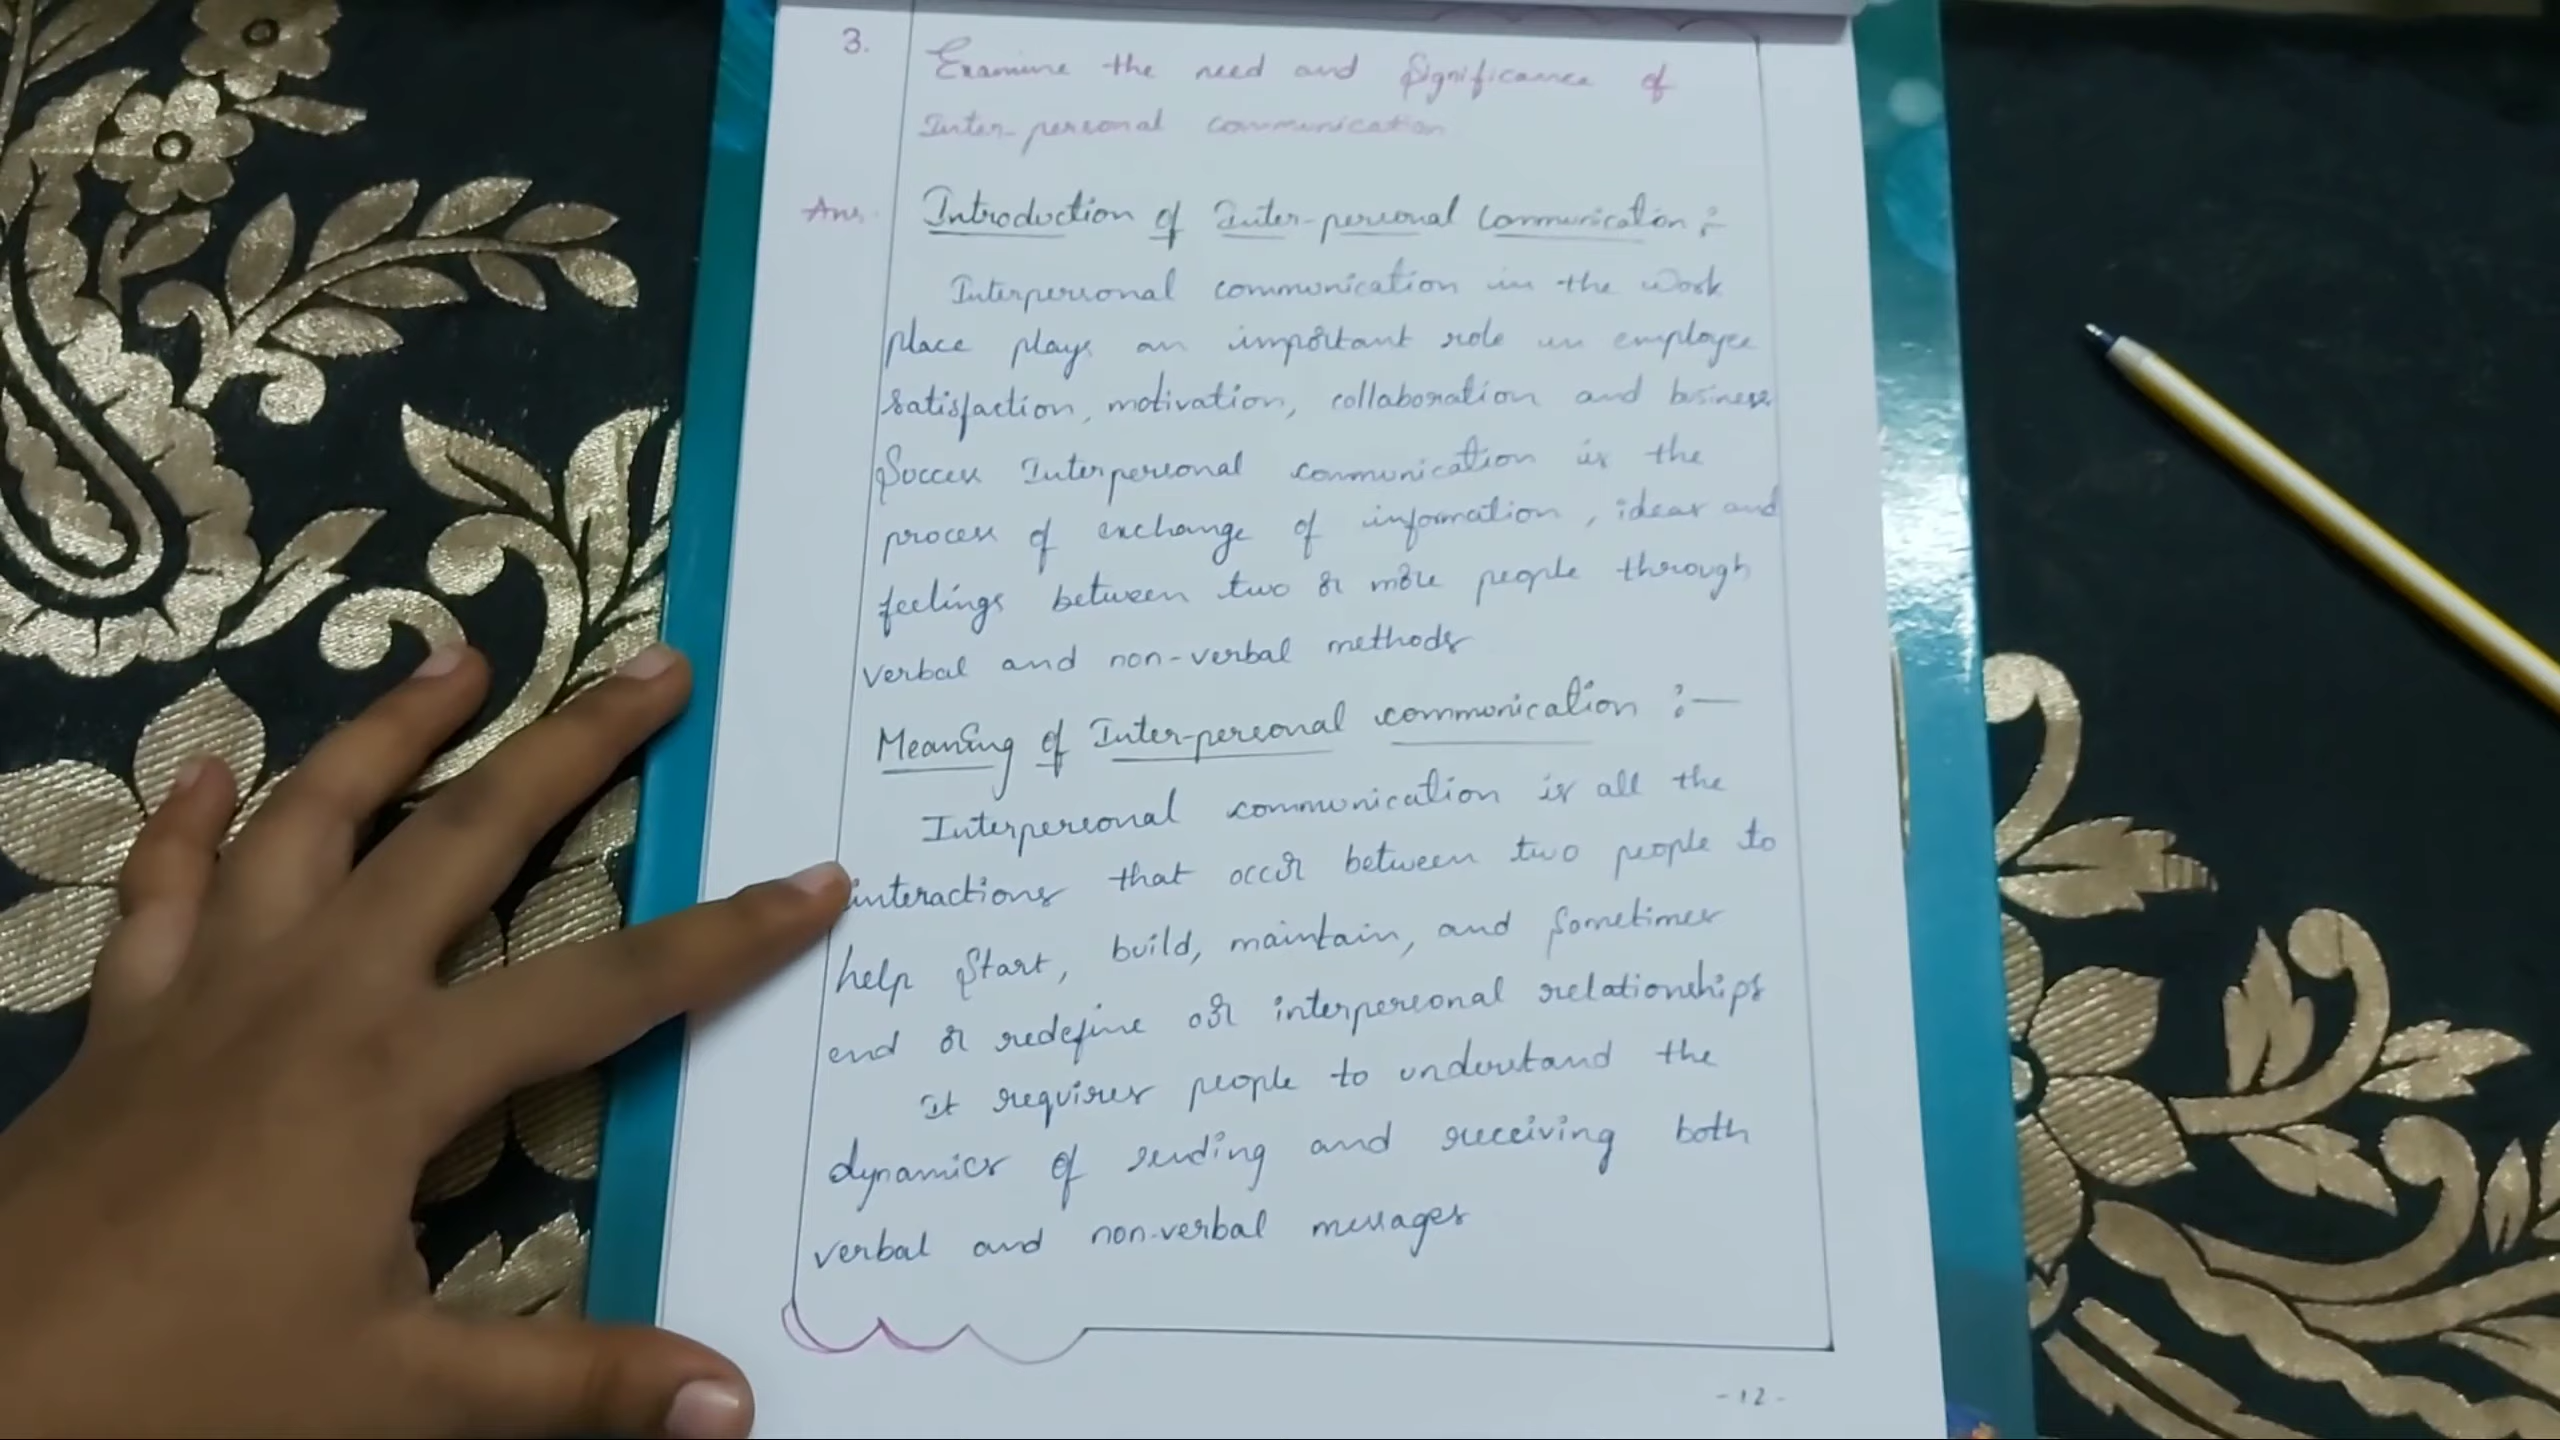 3. Examine the need and Significance of
Inter-personal communication
Ans. Introduction of Inter-personal Communication :-
Interpersonal communication in the work
place plays an important role in employee
satisfaction, motivation, collaboration and business
Success Interpersonal communication is the
process of exchange of information, ideas and
feelings between two or more people through
verbal and non-verbal methods
Meaning of Inter-personal communication :-
Interpersonal communication is all the
interactions that occur between two people to
help Start, build, maintain, and Sometimes
end or redefine our interpersonal relationships
It requires people to understand the
dynamics of sending and receiving both
verbal and non-verbal messages
-12-